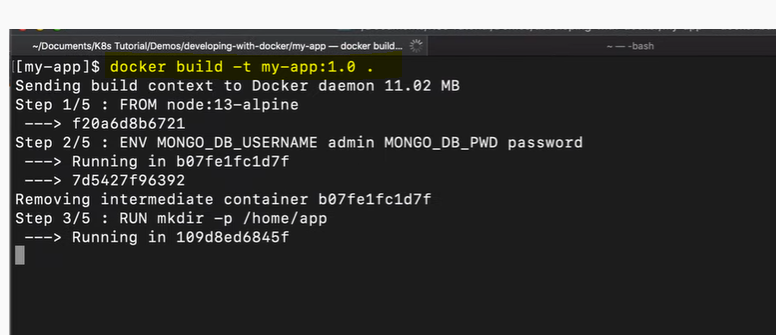 ~/Documents/K8s Tutorial/Demos/developing-with-docker/my-app — docker build...
~ — -bash
[[my-app]$ docker build -t my-app:1.0 .
Sending build context to Docker daemon 11.02 MB
Step 1/5 : FROM node:13-alpine
---> f20a6d8b6721
Step 2/5 : ENV MONGO_DB_USERNAME admin MONGO_DB_PWD password
---> Running in b07fe1fc1d7f
---> 7d5427f96392
Removing intermediate container b07fe1fc1d7f
Step 3/5 : RUN mkdir -p /home/app
---> Running in 109d8ed6845f